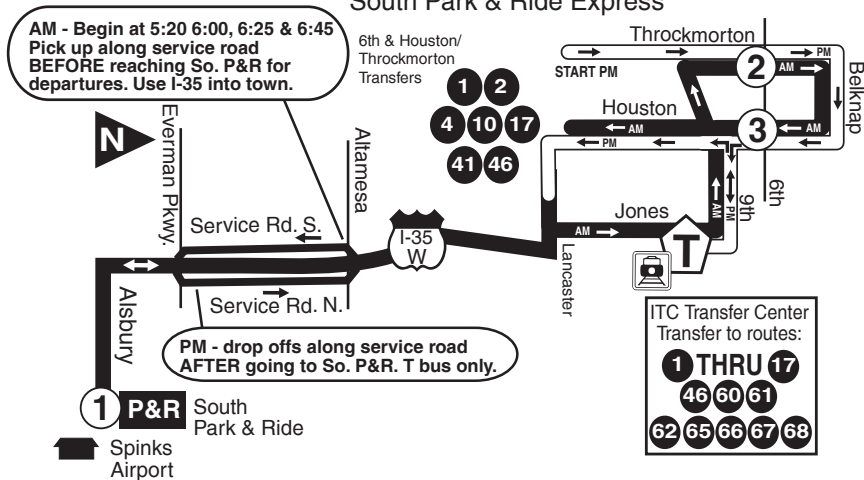 South Park & Ride Express
AM - Begin at 5:20 6:00, 6:25 & 6:45
Pick up along service road
BEFORE reaching So. P&R for
departures. Use I-35 into town.
6th & Houston/
Throckmorton
Transfers
1 2
4 10 17
41 46
Throckmorton
PM
START PM
2
AM
Belknap
Houston
AM
3
AM
PM
N
Everman Pkwy.
Altamesa
Service Rd. S.
I-35
W
Service Rd. N.
Jones
AM
AM
PM
9th
6th
T
Lancaster
Alsbury
PM - drop offs along service road
AFTER going to So. P&R. T bus only.
1 P&R South
Park & Ride
Spinks
Airport
ITC Transfer Center
Transfer to routes:
1 THRU 17
46 60 61
62 65 66 67 68